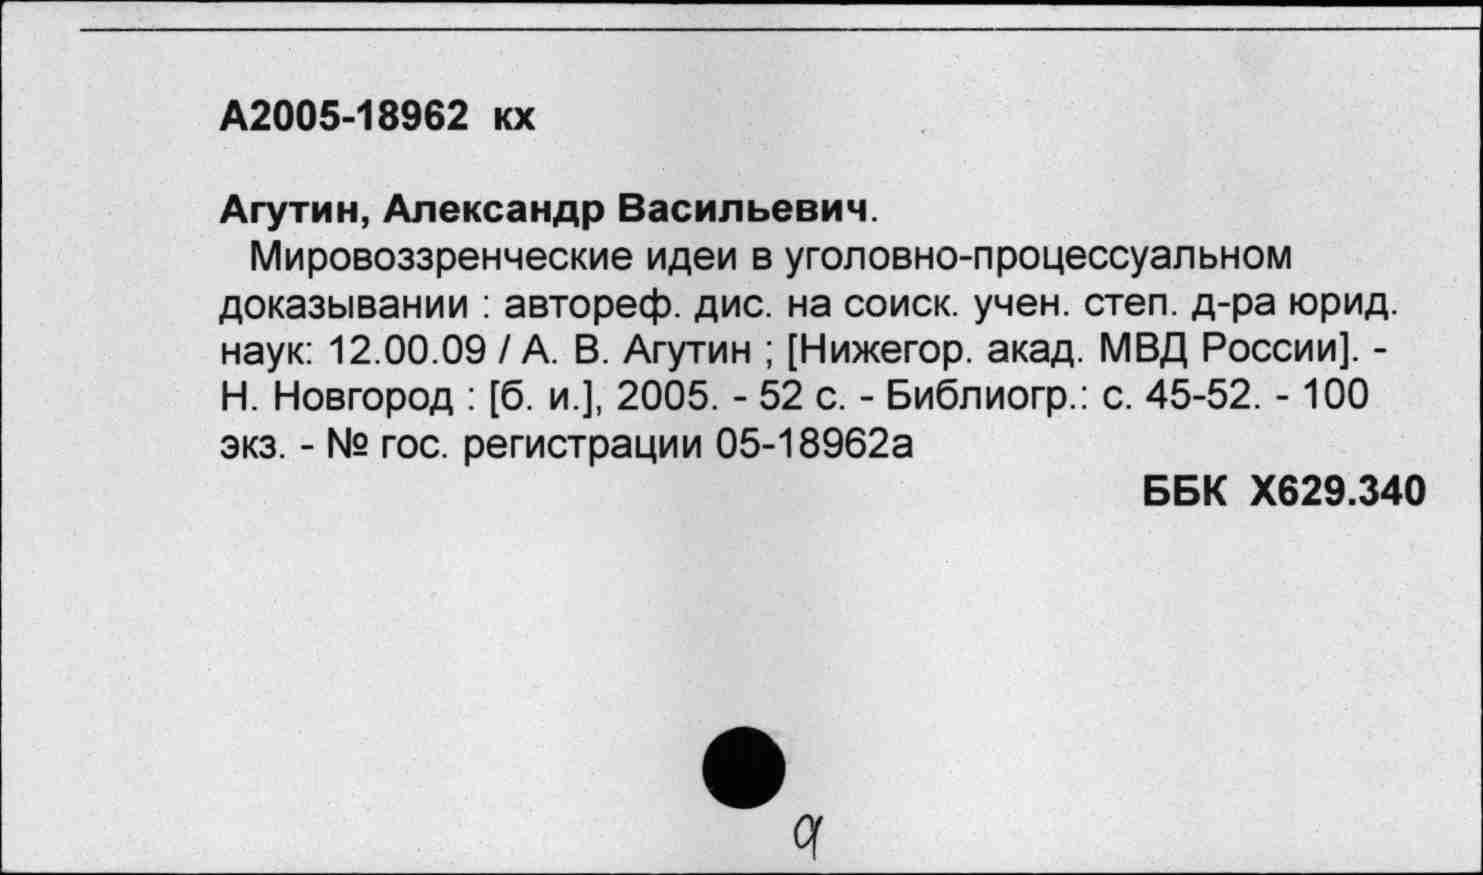 А2005-18962 кх
Агутин, Александр Васильевич.
Мировоззренческие идеи в уголовно-процессуальном
доказывании : автореф. дис. на соиск. учен. степ. д-ра юрид.
наук: 12.00.09 / А. В. Агутин ; [Нижегор. акад. МВД России]. -
Н. Новгород : [б. и.], 2005. - 52 с. - Библиогр.: с. 45-52. - 100
экз. - № гос. регистрации 05-18962а
ББК Х629.340